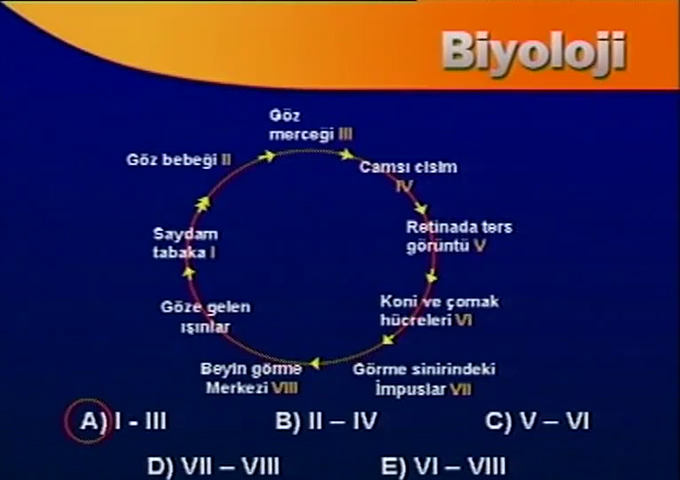 Biyoloji
Göz
merceği III
Göz bebeği II
Camsı cisim
IV
Saydam
tabaka I
Retinada ters
görüntü V
Göze gelen
ışınlar
Koni ve çomak
hücreleri VI
Beyin görme
Merkezi VIII
Görme sinirindeki
İmpuslar VII
A) I - III
B) II – IV
C) V – VI
D) VII – VIII
E) VI – VIII